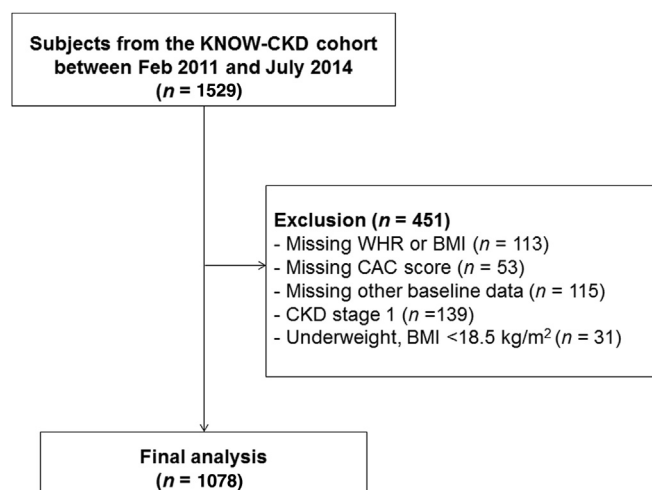 Subjects from the KNOW-CKD cohort
between Feb 2011 and July 2014
(n = 1529)
Exclusion (n = 451)
- Missing WHR or BMI (n = 113)
- Missing CAC score (n = 53)
- Missing other baseline data (n = 115)
- CKD stage 1 (n =139)
- Underweight, BMI <18.5 kg/m² (n = 31)
Final analysis
(n = 1078)